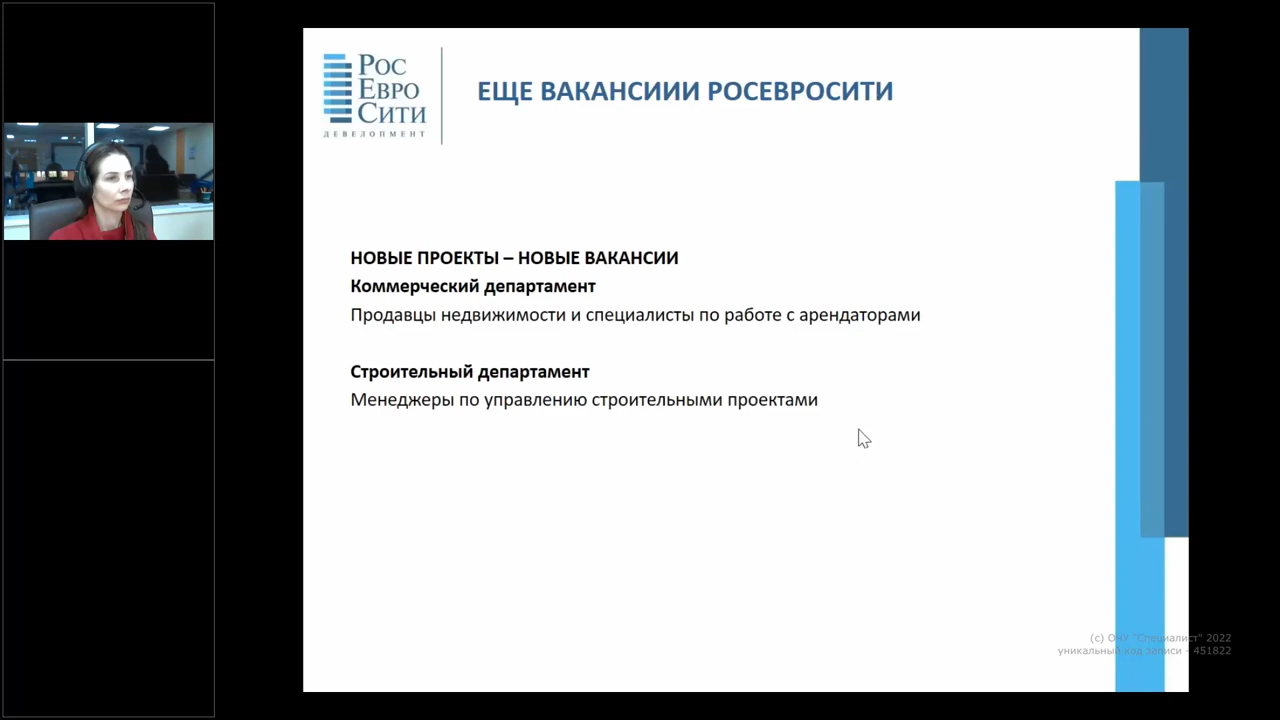 Рос
Евро
Сити
ДЕВЕЛОПМЕНТ
ЕЩЕ ВАКАНСИИИ РОСЕВРОСИТИ
НОВЫЕ ПРОЕКТЫ – НОВЫЕ ВАКАНСИИ
Коммерческий департамент
Продавцы недвижимости и специалисты по работе с арендаторами
Строительный департамент
Менеджеры по управлению строительными проектами
(c) ОЧУ "Специалист" 2022
уникальный код записи - 451822